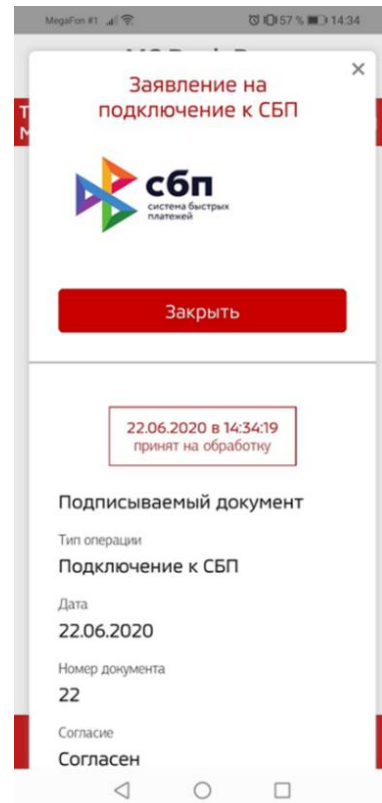 MegaFon #1 57 % 14:34
Заявление на
подключение к СБП
сбп
система быстрых
платежей
Закрыть
22.06.2020 в 14:34:19
принят на обработку
Подписываемый документ
Тип операции
Подключение к СБП
Дата
22.06.2020
Номер документа
22
Согласие
Согласен